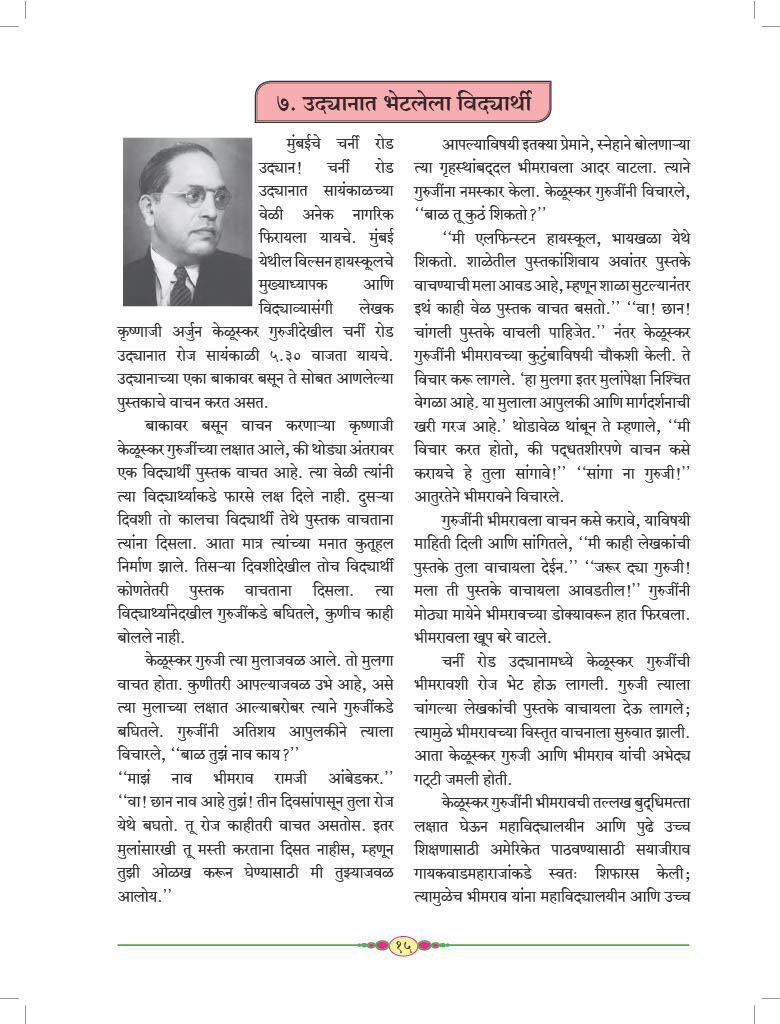 ७. उद्यानात भेटलेला विद्यार्थी
मुंबईचे चर्नी रोड
उद्यान! चर्नी रोड
उद्यानात सायंकाळच्या
वेळी अनेक नागरिक
फिरायला यायचे. मुंबई
येथील विल्सन हायस्कूलचे
मुख्याध्यापक आणि
विद्याव्यासंगी लेखक
कृष्णाजी अर्जुन केळूस्कर गुरुजीदेखील चर्नी रोड
उद्यानात रोज सायंकाळी ५.३० वाजता यायचे.
उद्यानाच्या एका बाकावर बसून ते सोबत आणलेल्या
पुस्तकाचे वाचन करत असत.
बाकावर बसून वाचन करणाऱ्या कृष्णाजी
केळूस्कर गुरुजींच्या लक्षात आले, की थोड्या अंतरावर
एक विद्यार्थी पुस्तक वाचत आहे. त्या वेळी त्यांनी
त्या विद्यार्थ्याकडे फारसे लक्ष दिले नाही. दुसऱ्या
दिवशी तो कालचा विद्यार्थी तेथे पुस्तक वाचताना
त्यांना दिसला. आता मात्र त्यांच्या मनात कुतूहल
निर्माण झाले. तिसऱ्या दिवशीदेखील तोच विद्यार्थी
कोणतेतरी पुस्तक वाचताना दिसला. त्या
विद्यार्थ्यानेदखील गुरुजींकडे बघितले, कुणीच काही
बोलले नाही.
केळूस्कर गुरुजी त्या मुलाजवळ आले. तो मुलगा
वाचत होता. कुणीतरी आपल्याजवळ उभे आहे, असे
त्या मुलाच्या लक्षात आल्याबरोबर त्याने गुरुजींकडे
बघितले. गुरुजींनी अतिशय आपुलकीने त्याला
विचारले, ‘‘बाळ तुझं नाव काय?’’
‘‘माझं नाव भीमराव रामजी आंबेडकर.’’
‘‘वा! छान नाव आहे तुझं! तीन दिवसांपासून तुला रोज
येथे बघतो. तू रोज काहीतरी वाचत असतोस. इतर
मुलांसारखी तू मस्ती करताना दिसत नाहीस, म्हणून
तुझी ओळख करून घेण्यासाठी मी तुझ्याजवळ
आलोय.’’
आपल्याविषयी इतक्या प्रेमाने, स्नेहाने बोलणाऱ्या
त्या गृहस्थांबद्दल भीमरावला आदर वाटला. त्याने
गुरुजींना नमस्कार केला. केळूस्कर गुरुजींनी विचारले,
‘‘बाळ तू कुठं शिकतो?’’
‘‘मी एलफिन्स्टन हायस्कूल, भायखळा येथे
शिकतो. शाळेतील पुस्तकांशिवाय अवांतर पुस्तके
वाचण्याची मला आवड आहे, म्हणून शाळा सुटल्यानंतर
इथं काही वेळ पुस्तक वाचत बसतो.’’ ‘‘वा! छान!
चांगली पुस्तके वाचली पाहिजेत.’’ नंतर केळूस्कर
गुरुजींनी भीमरावच्या कुटुंबाविषयी चौकशी केली. ते
विचार करू लागले. ‘हा मुलगा इतर मुलांपेक्षा निश्चित
वेगळा आहे. या मुलाला आपुलकी आणि मार्गदर्शनाची
खरी गरज आहे.’ थोडावेळ थांबून ते म्हणाले, ‘‘मी
विचार करत होतो, की पद्धतशीरपणे वाचन कसे
करायचे हे तुला सांगावे!’’ ‘‘सांगा ना गुरुजी!’’
आतुरतेने भीमरावने विचारले.
गुरुजींनी भीमरावला वाचन कसे करावे, याविषयी
माहिती दिली आणि सांगितले, ‘‘मी काही लेखकांची
पुस्तके तुला वाचायला देईन.’’ ‘‘जरूर द्या गुरुजी!
मला ती पुस्तके वाचायला आवडतील!’’ गुरुजींनी
मोठ्या मायेने भीमरावच्या डोक्यावरून हात फिरवला.
भीमरावला खूप बरे वाटले.
चर्नी रोड उद्यानामध्ये केळूस्कर गुरुजींची
भीमरावशी रोज भेट होऊ लागली. गुरुजी त्याला
चांगल्या लेखकांची पुस्तके वाचायला देऊ लागले;
त्यामुळे भीमरावच्या विस्तृत वाचनाला सुरुवात झाली.
आता केळूस्कर गुरुजी आणि भीमराव यांची अभेद्य
गट्टी जमली होती.
केळूस्कर गुरुजींनी भीमरावची तल्लख बुद्धिमत्ता
लक्षात घेऊन महाविद्यालयीन आणि पुढे उच्च
शिक्षणासाठी अमेरिकेत पाठवण्यासाठी सयाजीराव
गायकवाडमहाराजांकडे स्वतः शिफारस केली;
त्यामुळेच भीमराव यांना महाविद्यालयीन आणि उच्च
१५